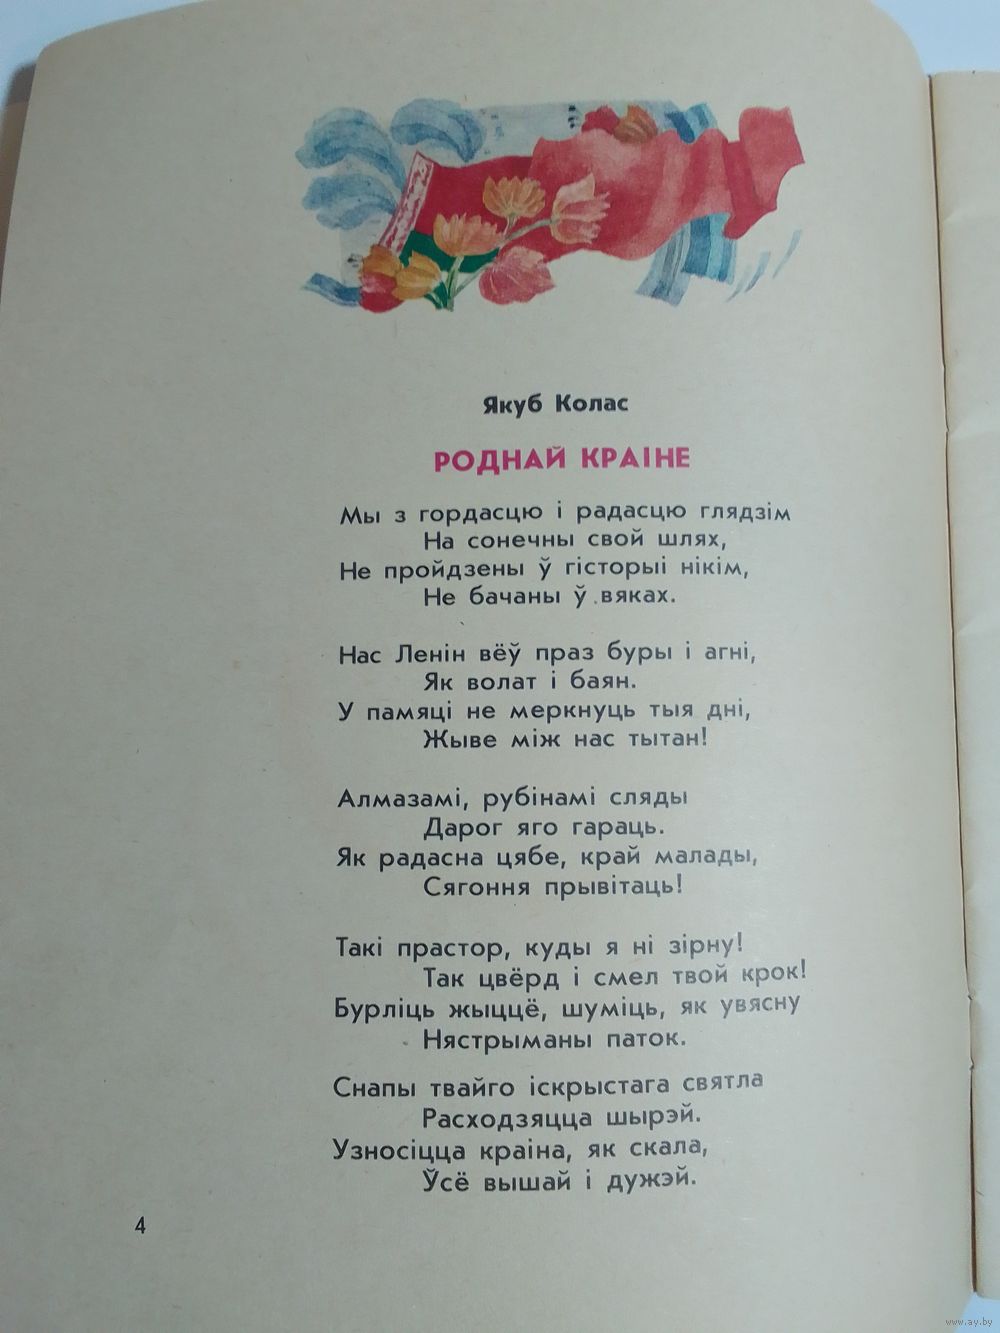 Якуб Колас
РОДНАЙ КРАІНЕ
Мы з гордасцю і радасцю глядзім
На сонечны свой шлях,
Не пройдзены ў гісторыі нікім,
Не бачаны ў вяках.
Нас Ленін вёў праз буры і агні,
Як волат і баян.
У памяці не меркнуць тыя дні,
Жыве між нас тытан!
Алмазамі, рубінамі сляды
Дарог яго гараць.
Як радасна цябе, край малады,
Сягоння прывітаць!
Такі прастор, куды я ні зірну!
Так цвёрд і смел твой крок!
Бурліць жыццё, шуміць, як увясну
Нястрыманы паток.
Снапы твайго іскрыстага святла
Расходзяцца шырэй.
Узносіцца краіна, як скала,
Ўсё вышай і дужэй.
4
www.ay.by